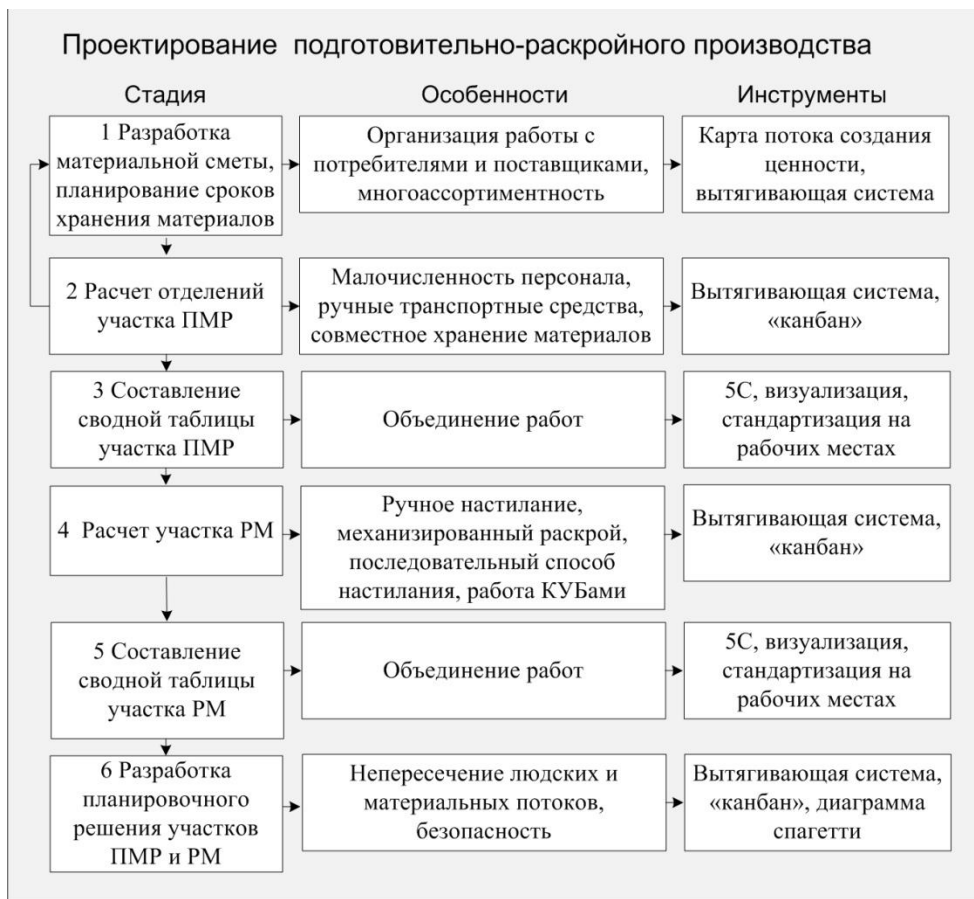 Проектирование подготовительно-раскройного производства
Стадия
Особенности
Инструменты
1 Разработка
материальной сметы,
планирование сроков
хранения материалов
Организация работы с
потребителями и поставщиками,
многоассортиментность
Карта потока создания
ценности,
вытягивающая система
2 Расчет отделений
участка ПМР
Малочисленность персонала,
ручные транспортные средства,
совместное хранение материалов
Вытягивающая система,
«канбан»
3 Составление
сводной таблицы
участка ПМР
Объединение работ
5С, визуализация,
стандартизация на
рабочих местах
4 Расчет участка РМ
Ручное настилание,
механизированный раскрой,
последовательный способ
настилания, работа КУБами
Вытягивающая система,
«канбан»
5 Составление
сводной таблицы
участка РМ
Объединение работ
5С, визуализация,
стандартизация на
рабочих местах
6 Разработка
планировочного
решения участков
ПМР и РМ
Непересечение людских и
материальных потоков,
безопасность
Вытягивающая система,
«канбан», диаграмма
спагетти